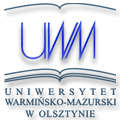 UWM
UNIWERSYTET
WARMIŃSKO-MAZURSKI
W OLSZTYNIE